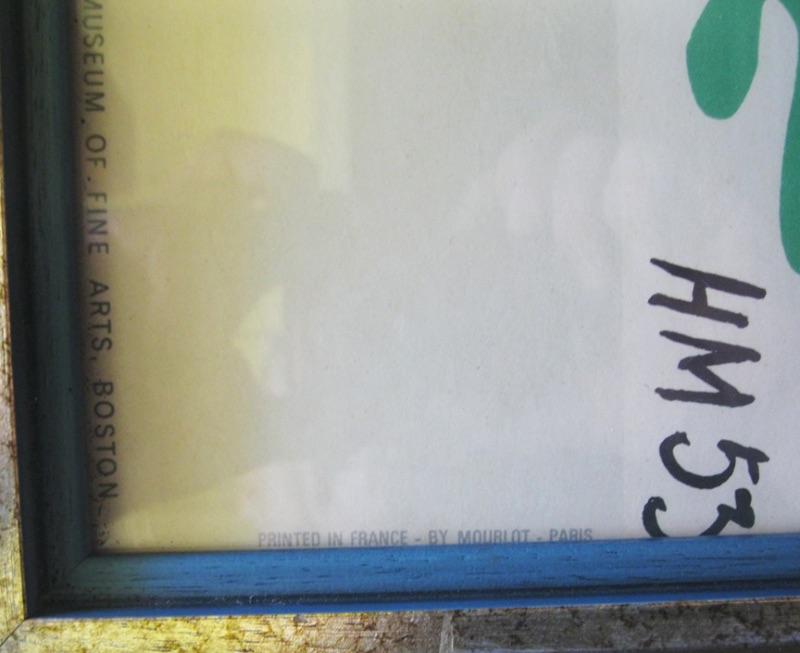 MUSEUM OF FINE ARTS, BOSTON
HM 53
PRINTED IN FRANCE - BY MOURLOT - PARIS